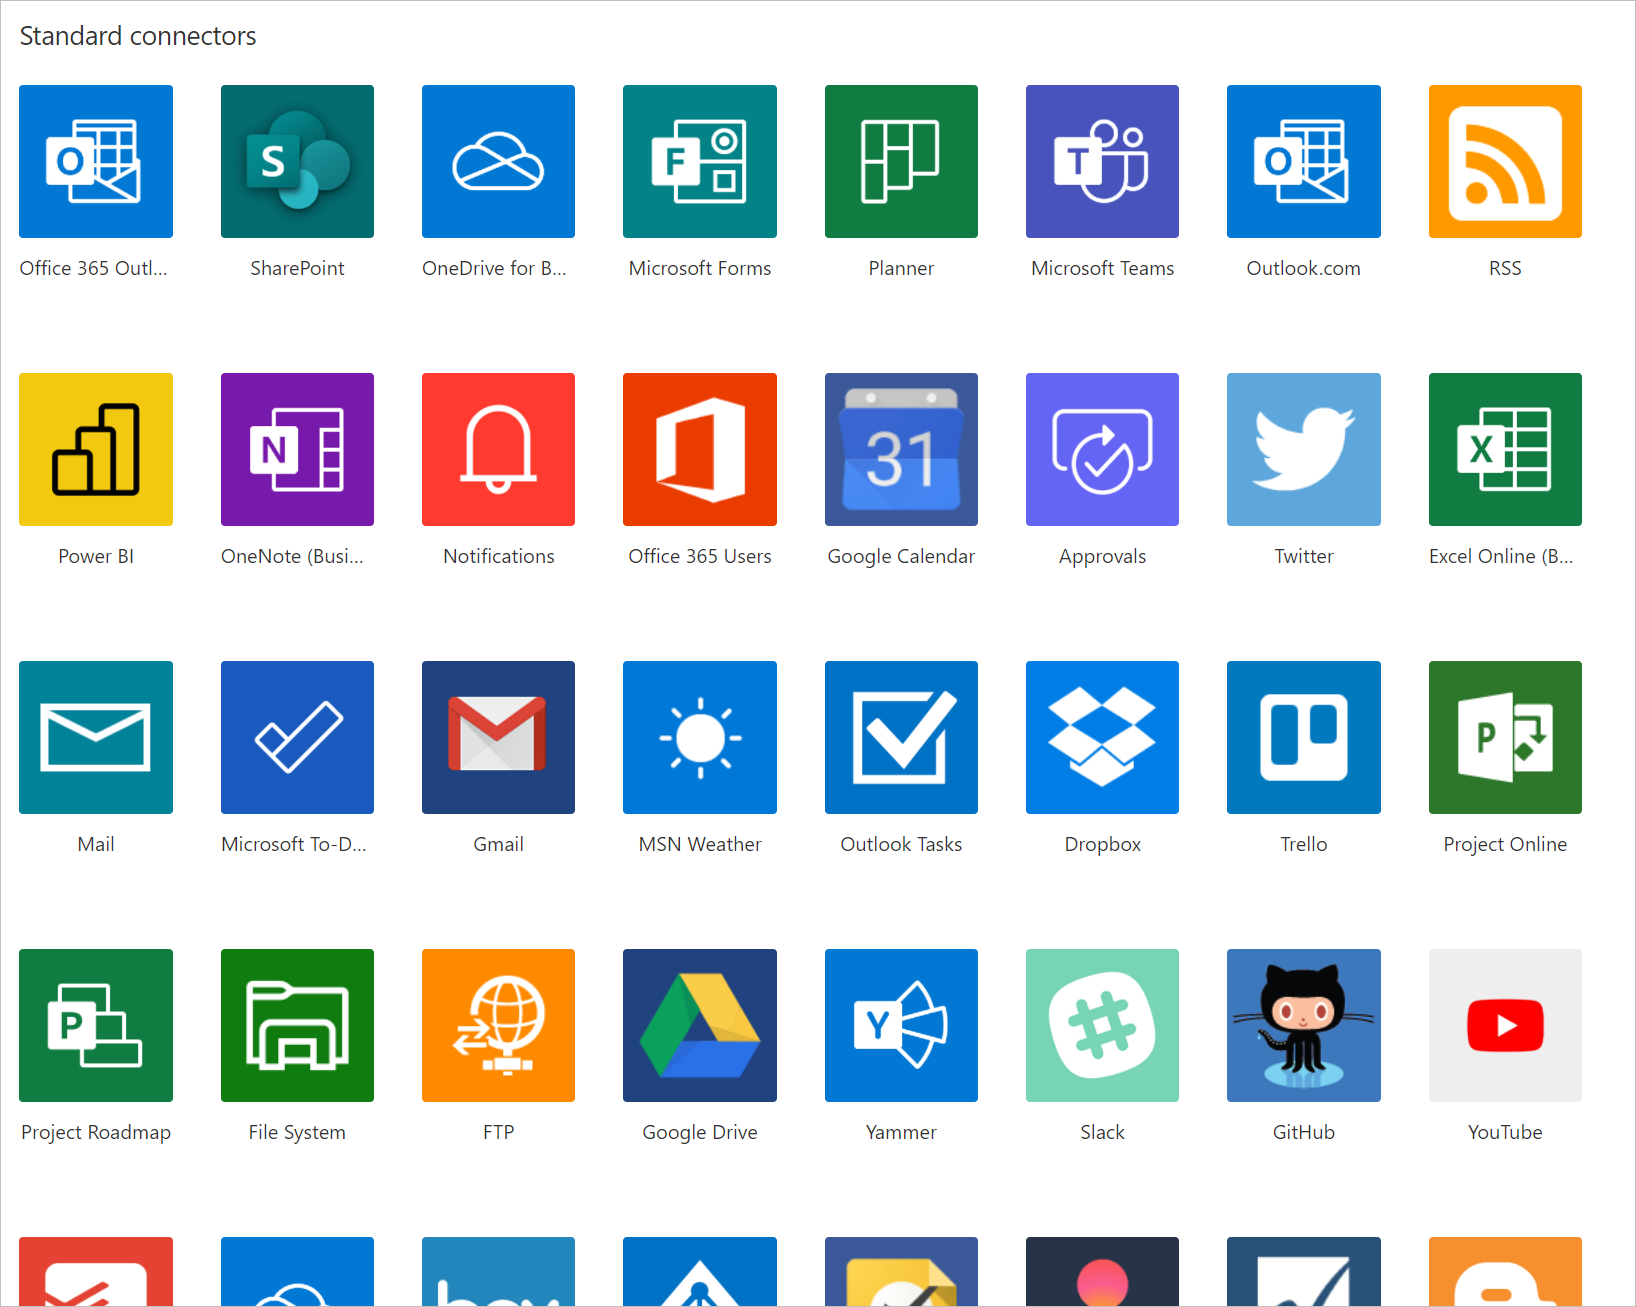 Standard connectors
O
S
F
T
O
Office 365 Outl...
SharePoint
OneDrive for B...
Microsoft Forms
Planner
Microsoft Teams
Outlook.com
RSS
N
31
X
Power BI
OneNote (Busi...
Notifications
Office 365 Users
Google Calendar
Approvals
Twitter
Excel Online (B...
P
Mail
Microsoft To-D...
Gmail
MSN Weather
Outlook Tasks
Dropbox
Trello
Project Online
P
Y
Project Roadmap
File System
FTP
Google Drive
Yammer
Slack
GitHub
YouTube
box